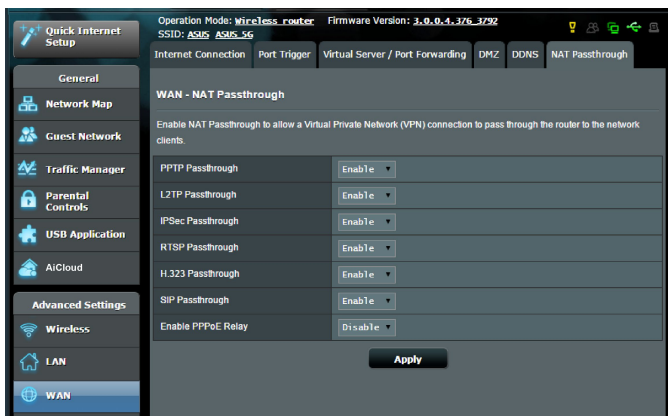 Quick Internet
Setup
General
Network Map
Guest Network
Traffic Manager
Parental
Controls
USB Application
AiCloud
Advanced Settings
Wireless
LAN
WAN
Operation Mode: Wireless router Firmware Version: 3.0.0.4.376_3792
SSID: ASUS ASUS_5G
Internet Connection
Port Trigger
Virtual Server / Port Forwarding
DMZ
DDNS
NAT Passthrough
WAN - NAT Passthrough
Enable NAT Passthrough to allow a Virtual Private Network (VPN) connection to pass through the router to the network
clients.
PPTP Passthrough Enable
L2TP Passthrough Enable
IPSec Passthrough Enable
RTSP Passthrough Enable
H.323 Passthrough Enable
SIP Passthrough Enable
Enable PPPoE Relay Disable
Apply